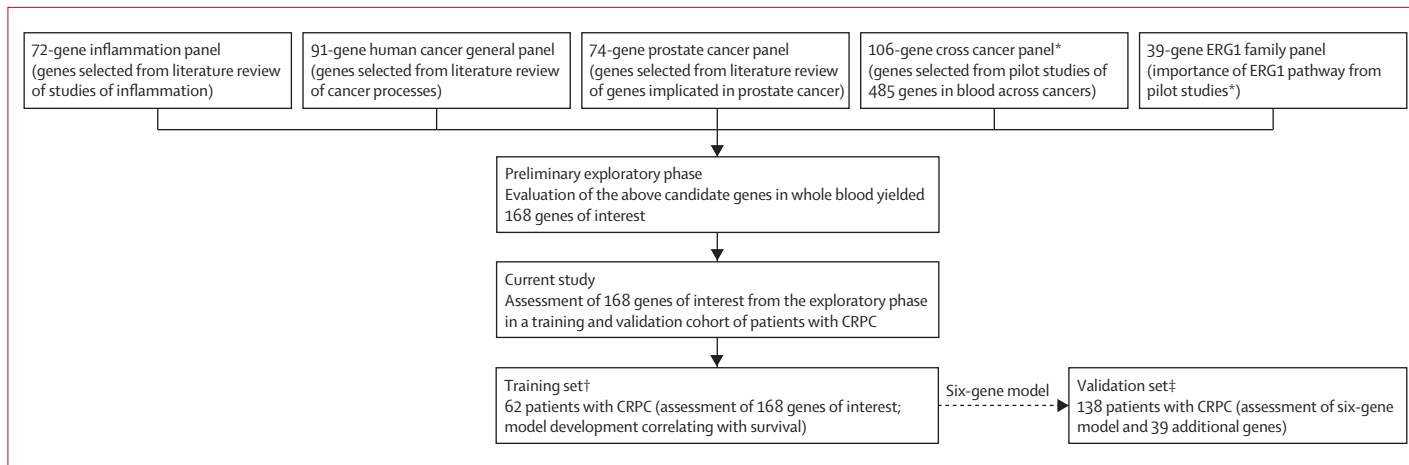 72-gene inflammation panel
(genes selected from literature review
of studies of inflammation)
91-gene human cancer general panel
(genes selected from literature review
of cancer processes)
74-gene prostate cancer panel
(genes selected from literature review
of genes implicated in prostate cancer)
106-gene cross cancer panel*
(genes selected from pilot studies of
485 genes in blood across cancers)
39-gene ERG1 family panel
(importance of ERG1 pathway from
pilot studies*)
Preliminary exploratory phase
Evaluation of the above candidate genes in whole blood yielded
168 genes of interest
Current study
Assessment of 168 genes of interest from the exploratory phase
in a training and validation cohort of patients with CRPC
Training set†
62 patients with CRPC (assessment of 168 genes of interest;
model development correlating with survival)
Six-gene model
Validation set‡
138 patients with CRPC (assessment of six-gene
model and 39 additional genes)